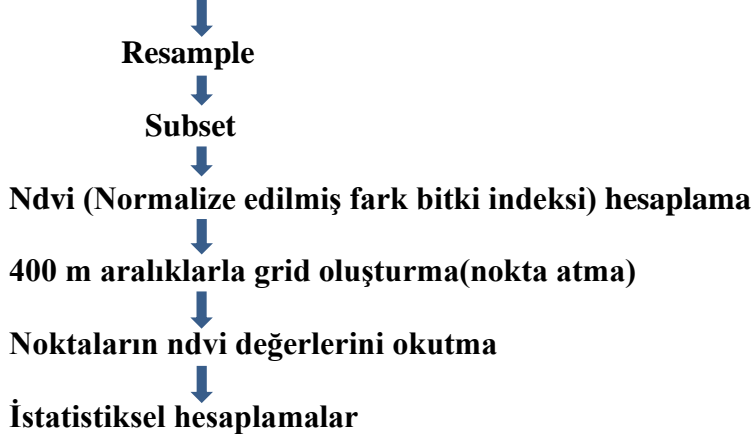 Resample
Subset
Ndvi (Normalize edilmiş fark bitki indeksi) hesaplama
400 m aralıklarla grid oluşturma(nokta atma)
Noktaların ndvi değerlerini okutma
İstatistiksel hesaplamalar